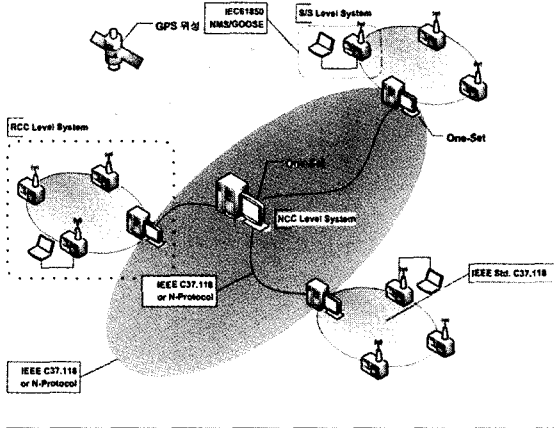 GPS 위성
IEC61850
NMS/GOOSE
S/S Level System
One-Set
RCC Level System
NCC Level System
IEEE C37.118
or N-Protocol
IEEE Std. C37.118
IEEE C37.118
or N-Protocol